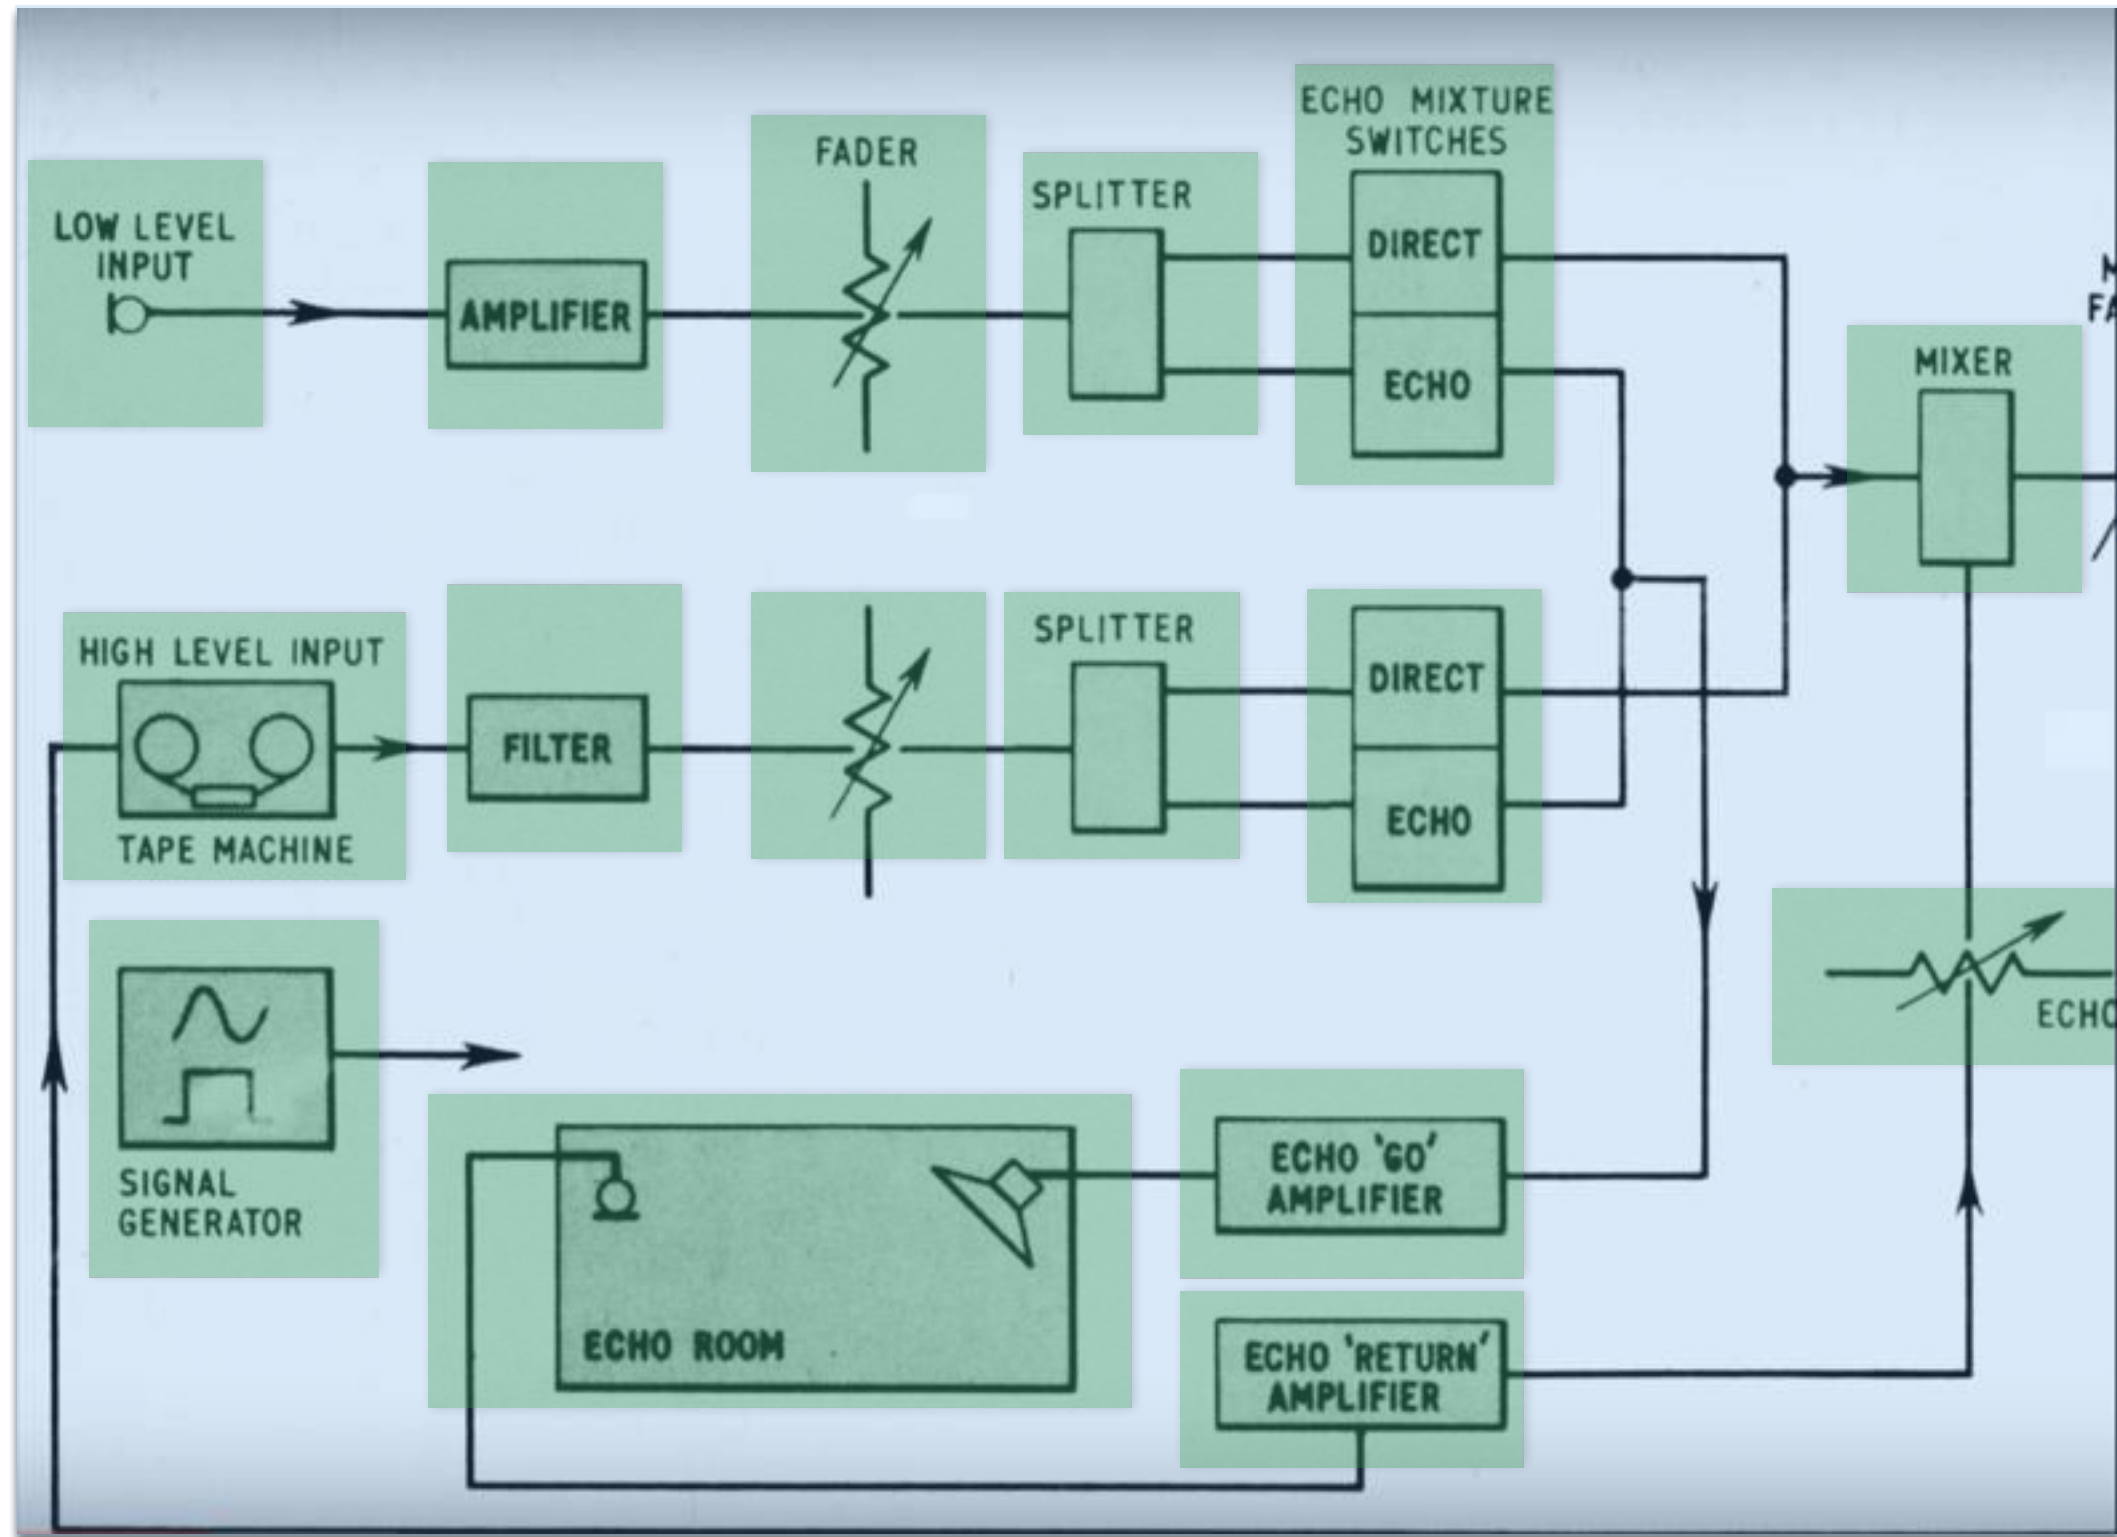 ECHO MIXTURE
SWITCHES
FADER
SPLITTER
LOW LEVEL
INPUT
DIRECT
AMPLIFIER
ECHO
MIXER
HIGH LEVEL INPUT
SPLITTER
DIRECT
FILTER
ECHO
TAPE MACHINE
ECHO
SIGNAL
GENERATOR
ECHO 'GO'
AMPLIFIER
ECHO ROOM
ECHO 'RETURN'
AMPLIFIER